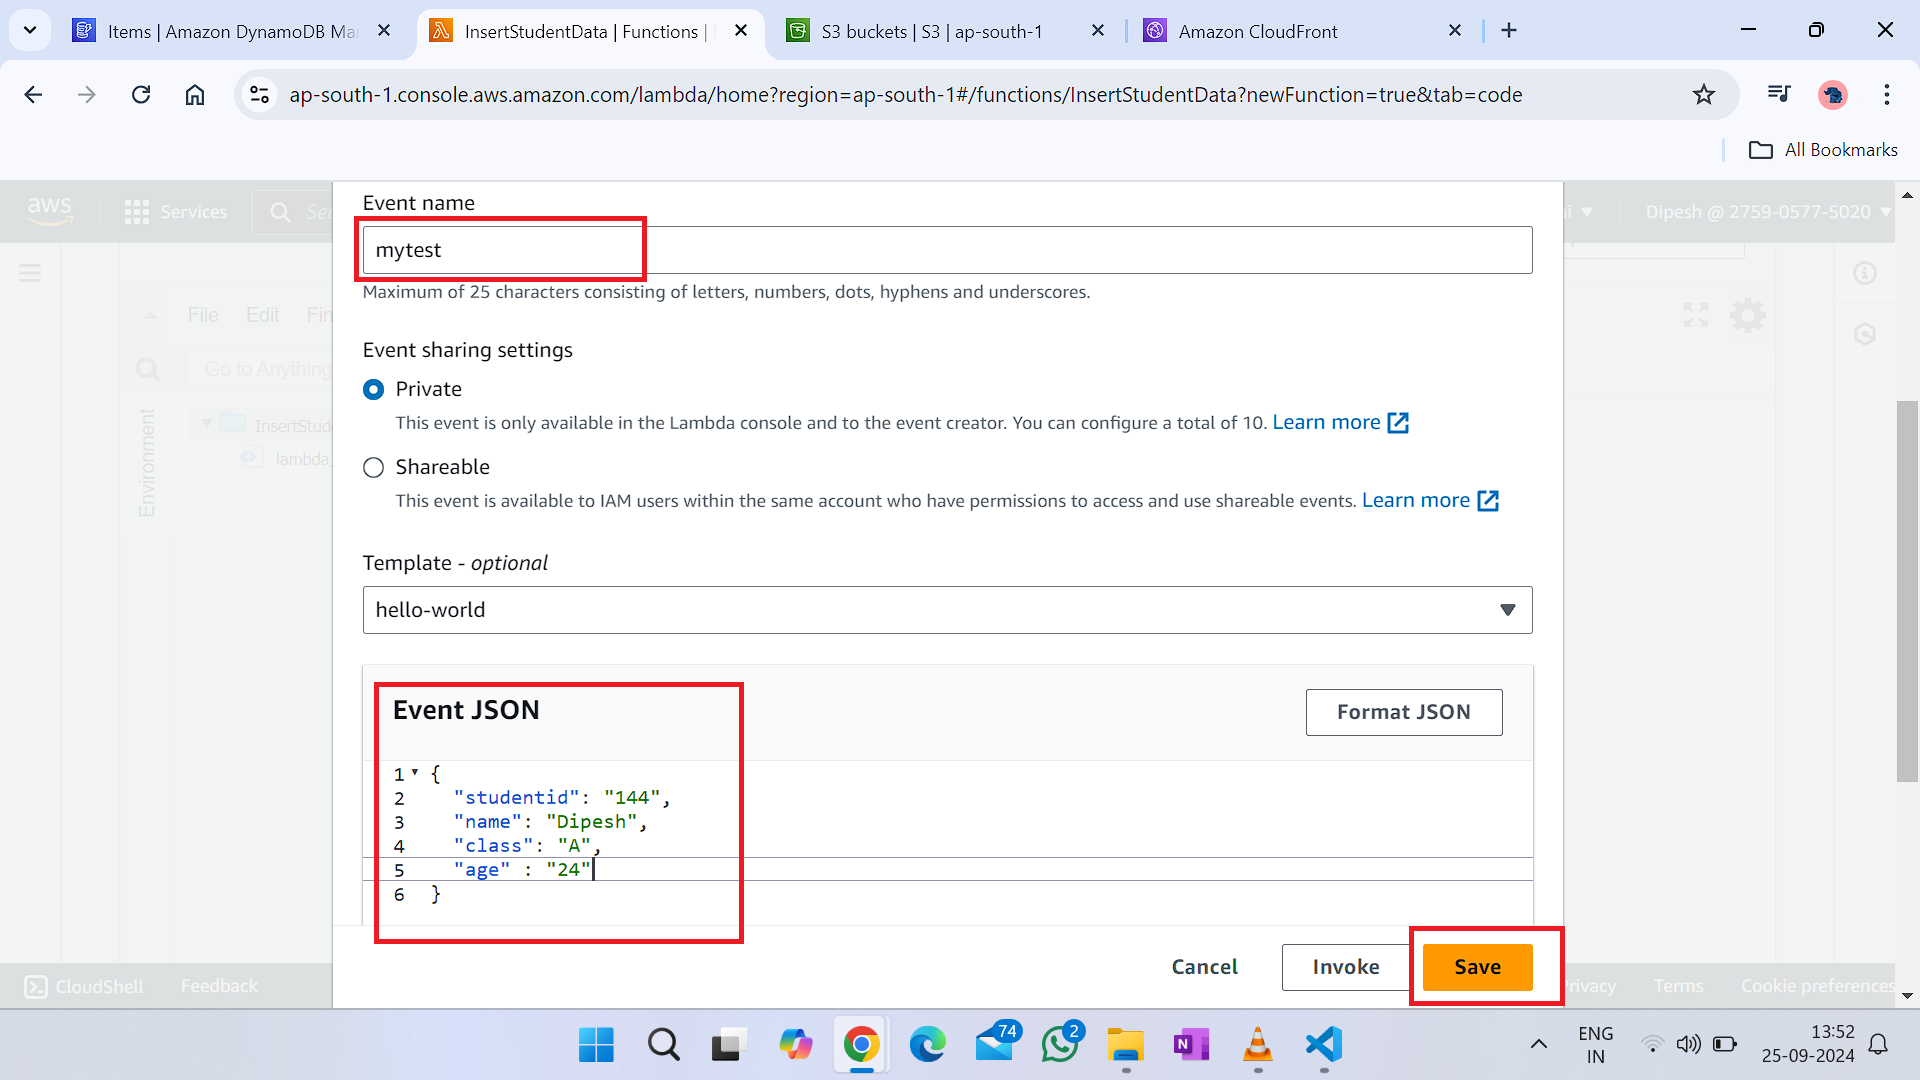 Items | Amazon DynamoDB Ma
InsertStudentData | Functions |
S3 buckets | S3 | ap-south-1
Amazon CloudFront
ap-south-1.console.aws.amazon.com/lambda/home?region=ap-south-1#/functions/InsertStudentData?newFunction=true&tab=code
All Bookmarks
aws
Services
Dipesh @ 2759-0577-5020
Event name
mytest
Maximum of 25 characters consisting of letters, numbers, dots, hyphens and underscores.
File Edit Fin
Go to Anything
Environment
InsertStud
lambda_
Event sharing settings
Private
This event is only available in the Lambda console and to the event creator. You can configure a total of 10. Learn more
Shareable
This event is available to IAM users within the same account who have permissions to access and use shareable events. Learn more
Template - optional
hello-world
Event JSON
Format JSON
1 {
2 "studentid": "144",
3 "name": "Dipesh",
4 "class": "A",
5 "age" : "24"
6 }
Cancel
Invoke
Save
CloudShell
Feedback
Terms
Cookie preferences
74
2
N
ENG
IN
13:52
25-09-2024